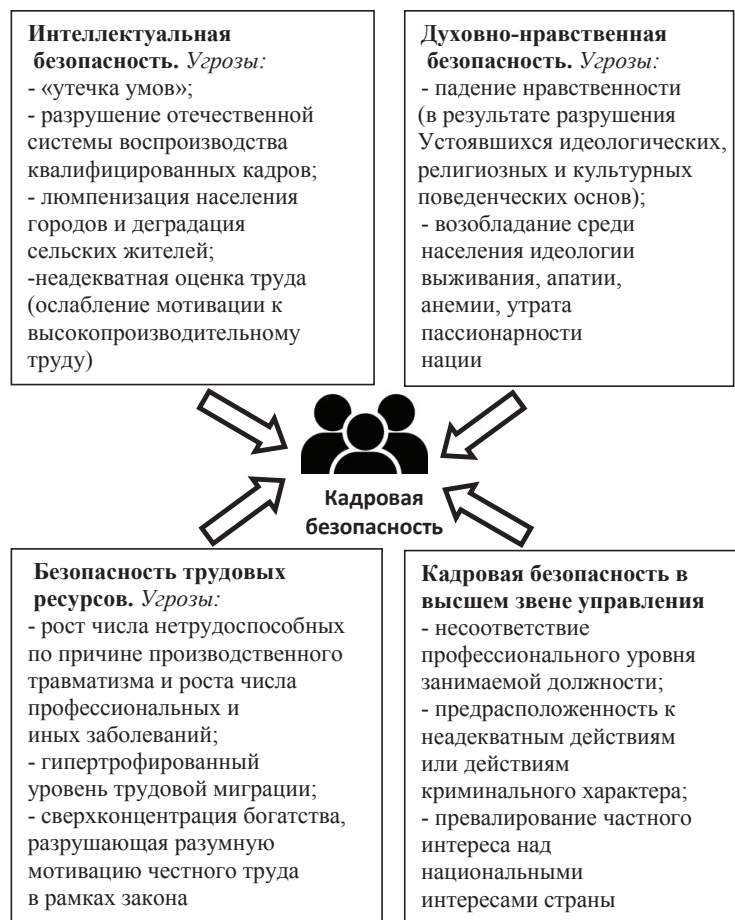 Интеллектуальная
безопасность. Угрозы:
- «утечка умов»;
- разрушение отечественной
системы воспроизводства
квалифицированных кадров;
- люмпенизация населения
городов и деградация
сельских жителей;
-неадекватная оценка труда
(ослабление мотивации к
высокопроизводительному
труду)
Духовно-нравственная
безопасность. Угрозы:
- падение нравственности
(в результате разрушения
Устоявшихся идеологических,
религиозных и культурных
поведенческих основ);
- возобладание среди
населения идеологии
выживания, апатии,
анемии, утрата
пассионарности
нации
Кадровая
безопасность
Безопасность трудовых
ресурсов. Угрозы:
- рост числа нетрудоспособных
по причине производственного
травматизма и роста числа
профессиональных и
иных заболеваний;
- гипертрофированный
уровень трудовой миграции;
- сверхконцентрация богатства,
разрушающая разумную
мотивацию честного труда
в рамках закона
Кадровая безопасность в
высшем звене управления
- несоответствие
профессионального уровня
занимаемой должности;
- предрасположенность к
неадекватным действиям
или действиям
криминального характера;
- превалирование частного
интереса над
национальными
интересами страны